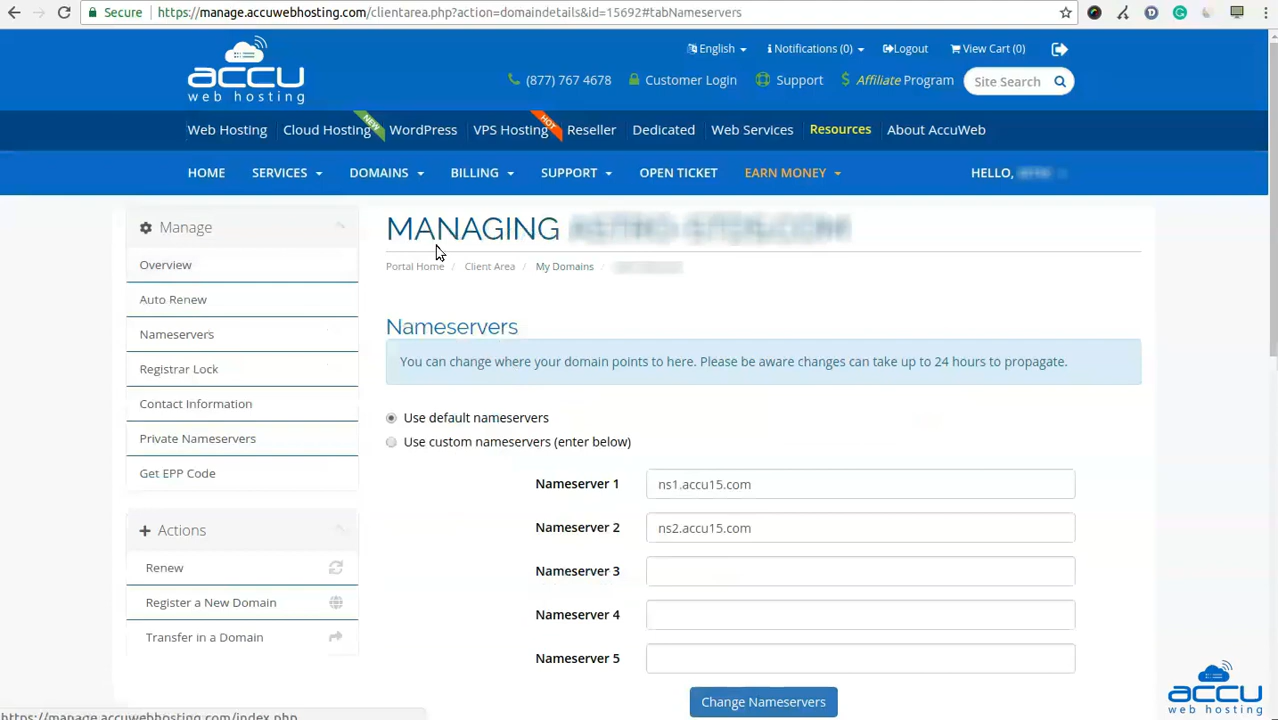 Secure https://manage.accuwebhosting.com/clientarea.php?action=domaindetails&id=15692#tabNameservers
English Notifications (0) Logout View Cart (0)
accu
web hosting
(877) 767 4678 Customer Login Support $ Affiliate Program Site Search
NEW HOT
Web Hosting Cloud Hosting WordPress VPS Hosting Reseller Dedicated Web Services Resources About AccuWeb
HOME SERVICES DOMAINS BILLING SUPPORT OPEN TICKET EARN MONEY HELLO,
Manage
Overview
Auto Renew
Nameservers
Registrar Lock
Contact Information
Private Nameservers
Get EPP Code
Actions
Renew
Register a New Domain
Transfer in a Domain
MANAGING
Portal Home / Client Area / My Domains /
Nameservers
You can change where your domain points to here. Please be aware changes can take up to 24 hours to propagate.
Use default nameservers
Use custom nameservers (enter below)
Nameserver 1 ns1.accu15.com
Nameserver 2 ns2.accu15.com
Nameserver 3
Nameserver 4
Nameserver 5
Change Nameservers
accu
web hosting
https://manage.accuwebhosting.com/index.php